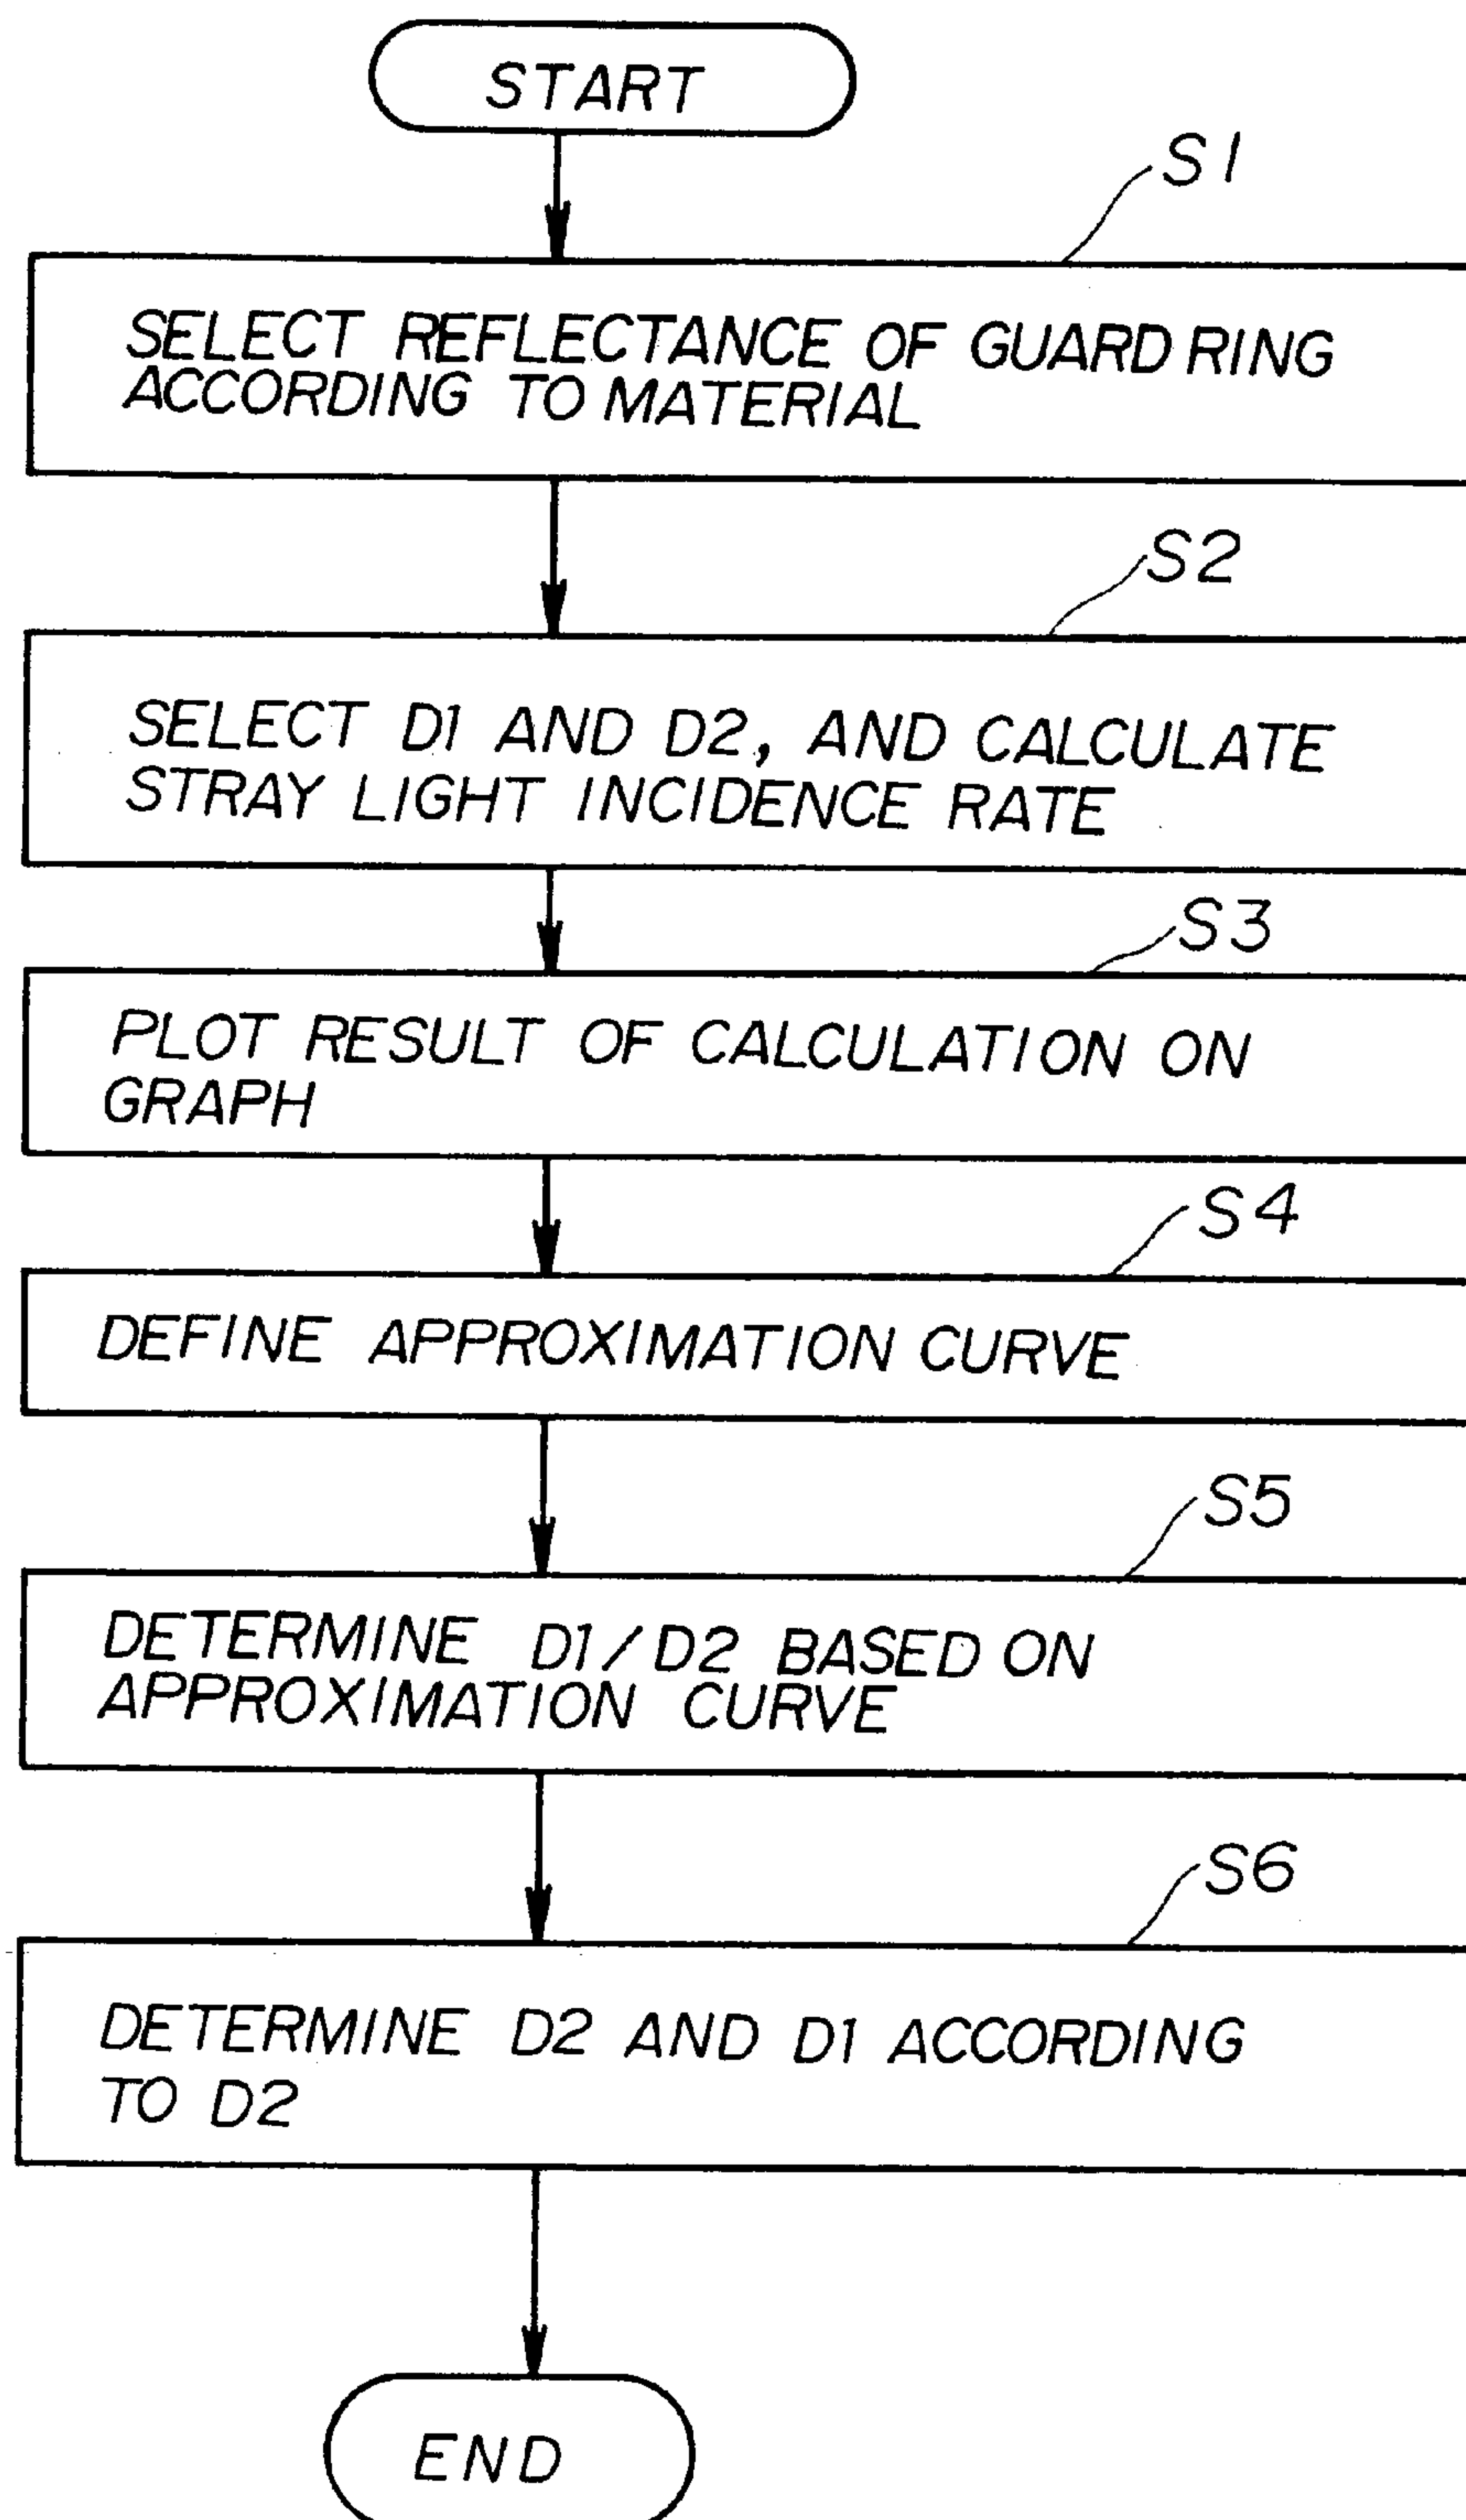 START
S1
SELECT REFLECTANCE OF GUARD RING
ACCORDING TO MATERIAL
S2
SELECT D1 AND D2, AND CALCULATE
STRAY LIGHT INCIDENCE RATE
S3
PLOT RESULT OF CALCULATION ON
GRAPH
S4
DEFINE APPROXIMATION CURVE
S5
DETERMINE D1/D2 BASED ON
APPROXIMATION CURVE
S6
DETERMINE D2 AND D1 ACCORDING
TO D2
END